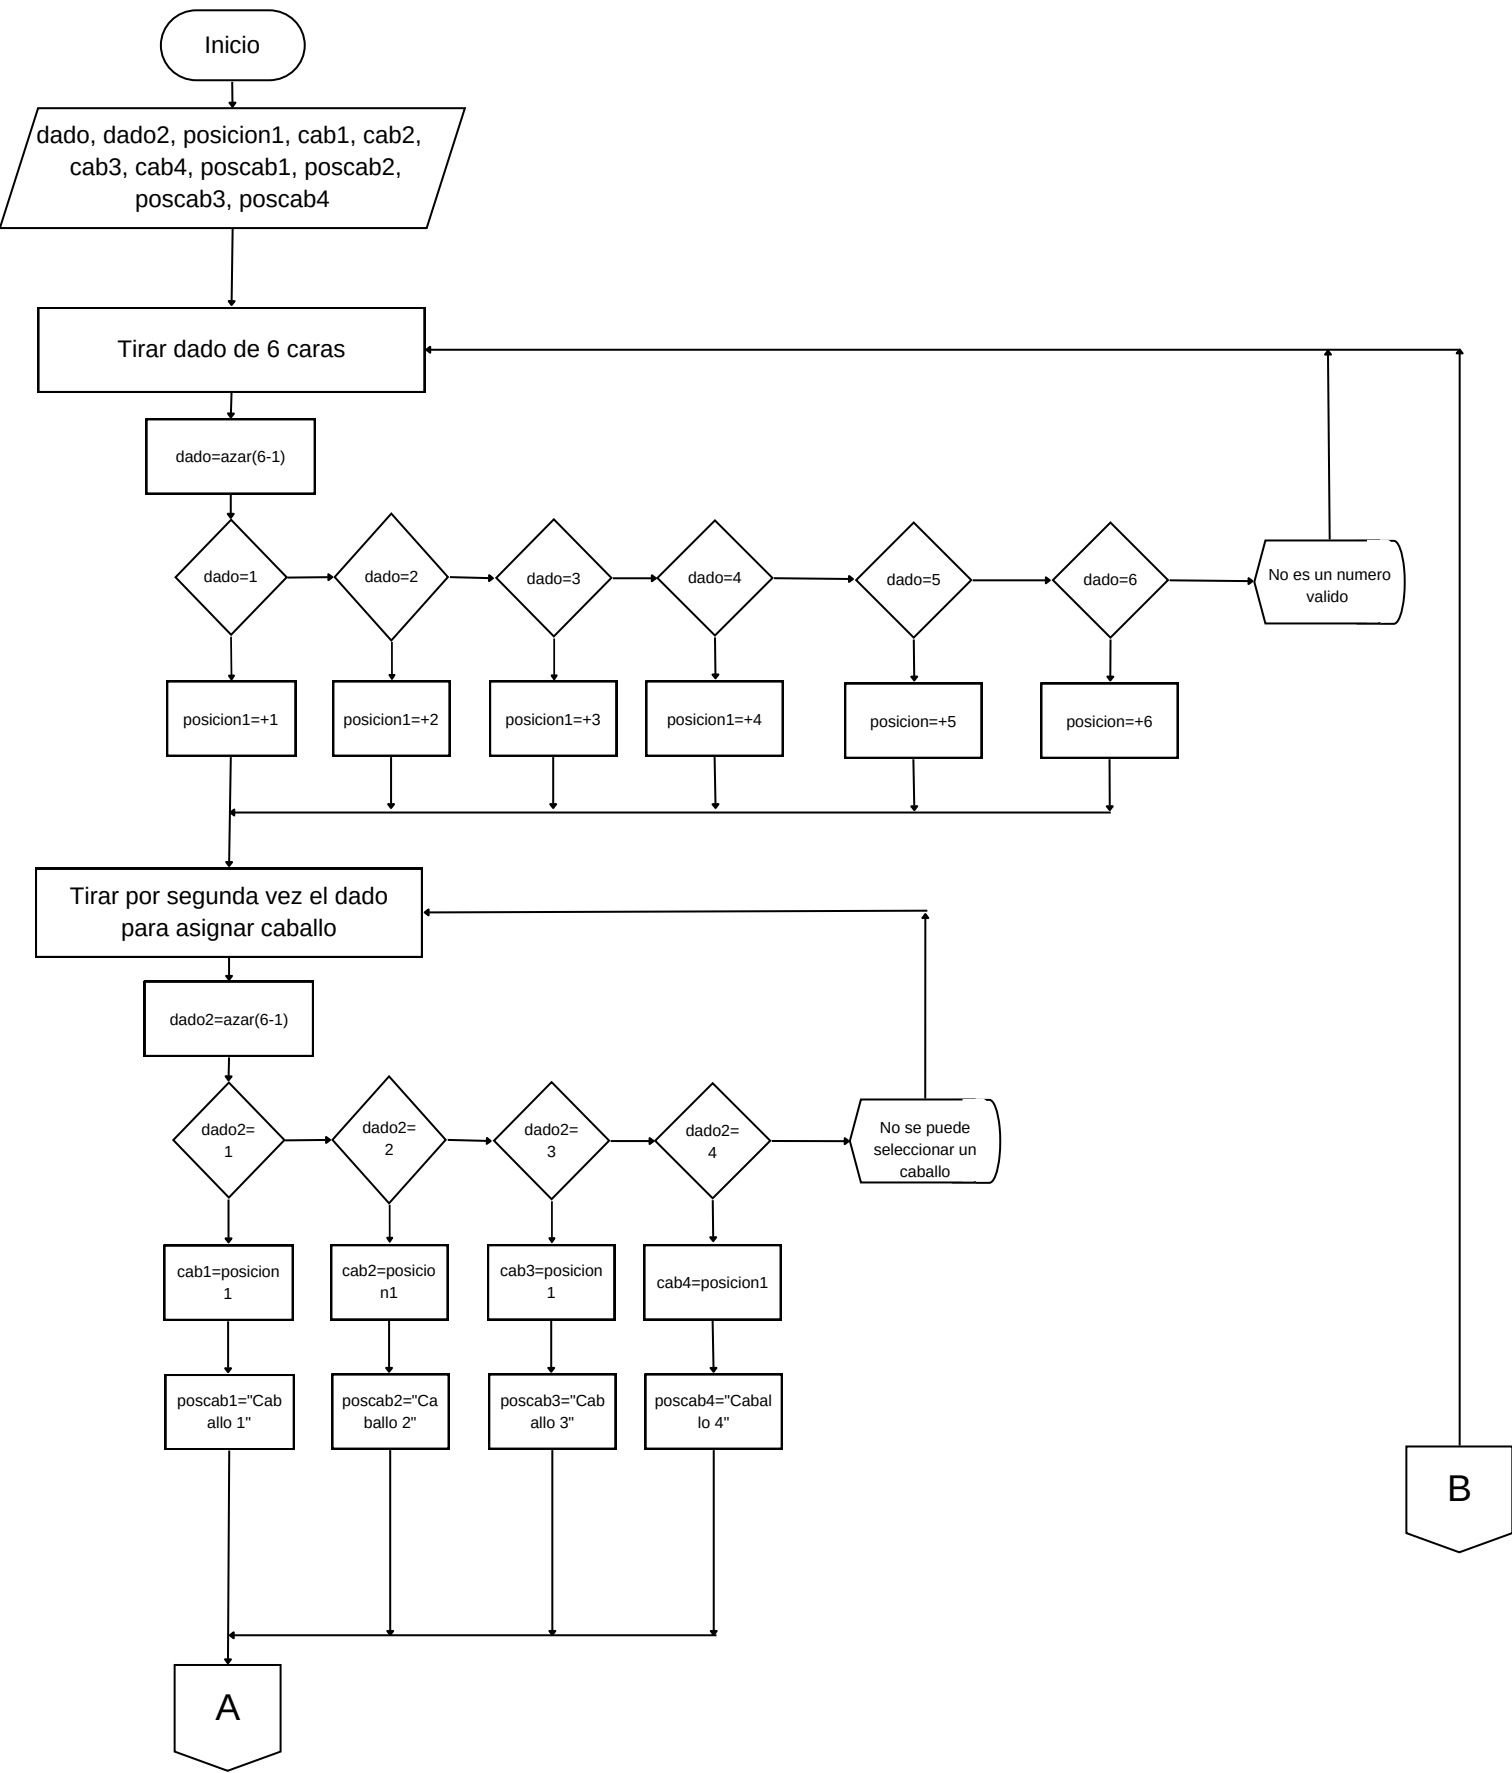 Inicio
dado, dado2, posicion1, cab1, cab2,
cab3, cab4, poscab1, poscab2,
poscab3, poscab4
Tirar dado de 6 caras
dado=azar(6-1)
dado=1
dado=2
dado=3
dado=4
dado=5
dado=6
No es un numero
valido
posicion1=+1
posicion1=+2
posicion1=+3
posicion1=+4
posicion=+5
posicion=+6
Tirar por segunda vez el dado
para asignar caballo
dado2=azar(6-1)
dado2=
1
dado2=
2
dado2=
3
dado2=
4
No se puede
seleccionar un
caballo
cab1=posicion
1
cab2=posicio
n1
cab3=posicion
1
cab4=posicion1
poscab1="Cab
allo 1"
poscab2="Ca
ballo 2"
poscab3="Cab
allo 3"
poscab4="Cabal
lo 4"
B
A